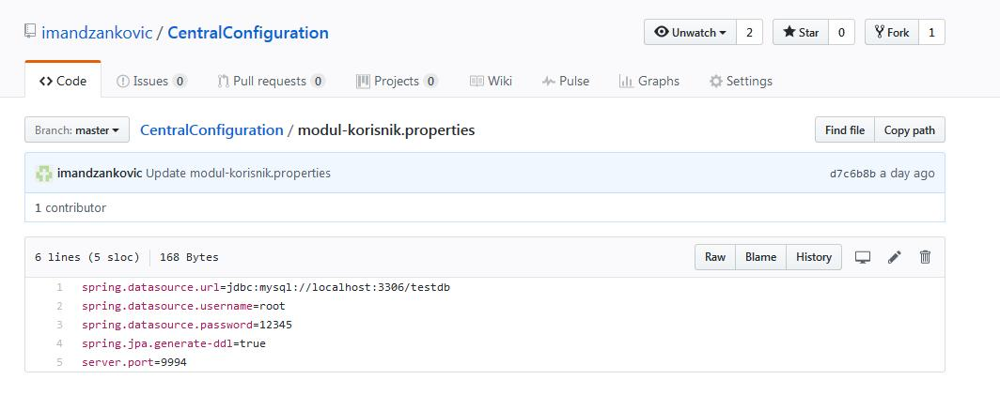 imandzankovic / CentralConfiguration
Unwatch 2 Star 0 Fork 1
Code Issues 0 Pull requests 0 Projects 0 Wiki Pulse Graphs Settings
Branch: master CentralConfiguration / modul-korisnik.properties Find file Copy path
imandzankovic Update modul-korisnik.properties d7c6b8b a day ago
1 contributor
6 lines (5 sloc) 168 Bytes Raw Blame History
1 spring.datasource.url=jdbc:mysql://localhost:3306/testdb
2 spring.datasource.username=root
3 spring.datasource.password=12345
4 spring.jpa.generate-ddl=true
5 server.port=9994